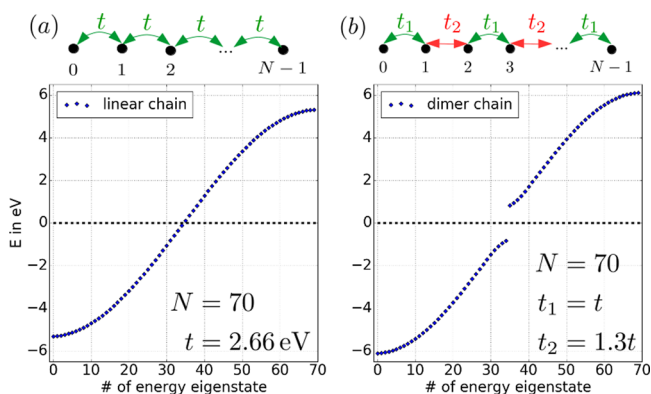 (a)
t t t t
0 1 2 ... N − 1
linear chain
6
4
2
0
−2
−4
−6
E in eV
N = 70
t = 2.66 eV
0 10 20 30 40 50 60 70
# of energy eigenstate
(b)
t₁ t₂ t₁ t₂ t₁
0 1 2 3 ... N−1
dimer chain
6
4
2
0
−2
−4
−6
N = 70
t₁ = t
t₂ = 1.3t
0 10 20 30 40 50 60 70
# of energy eigenstate